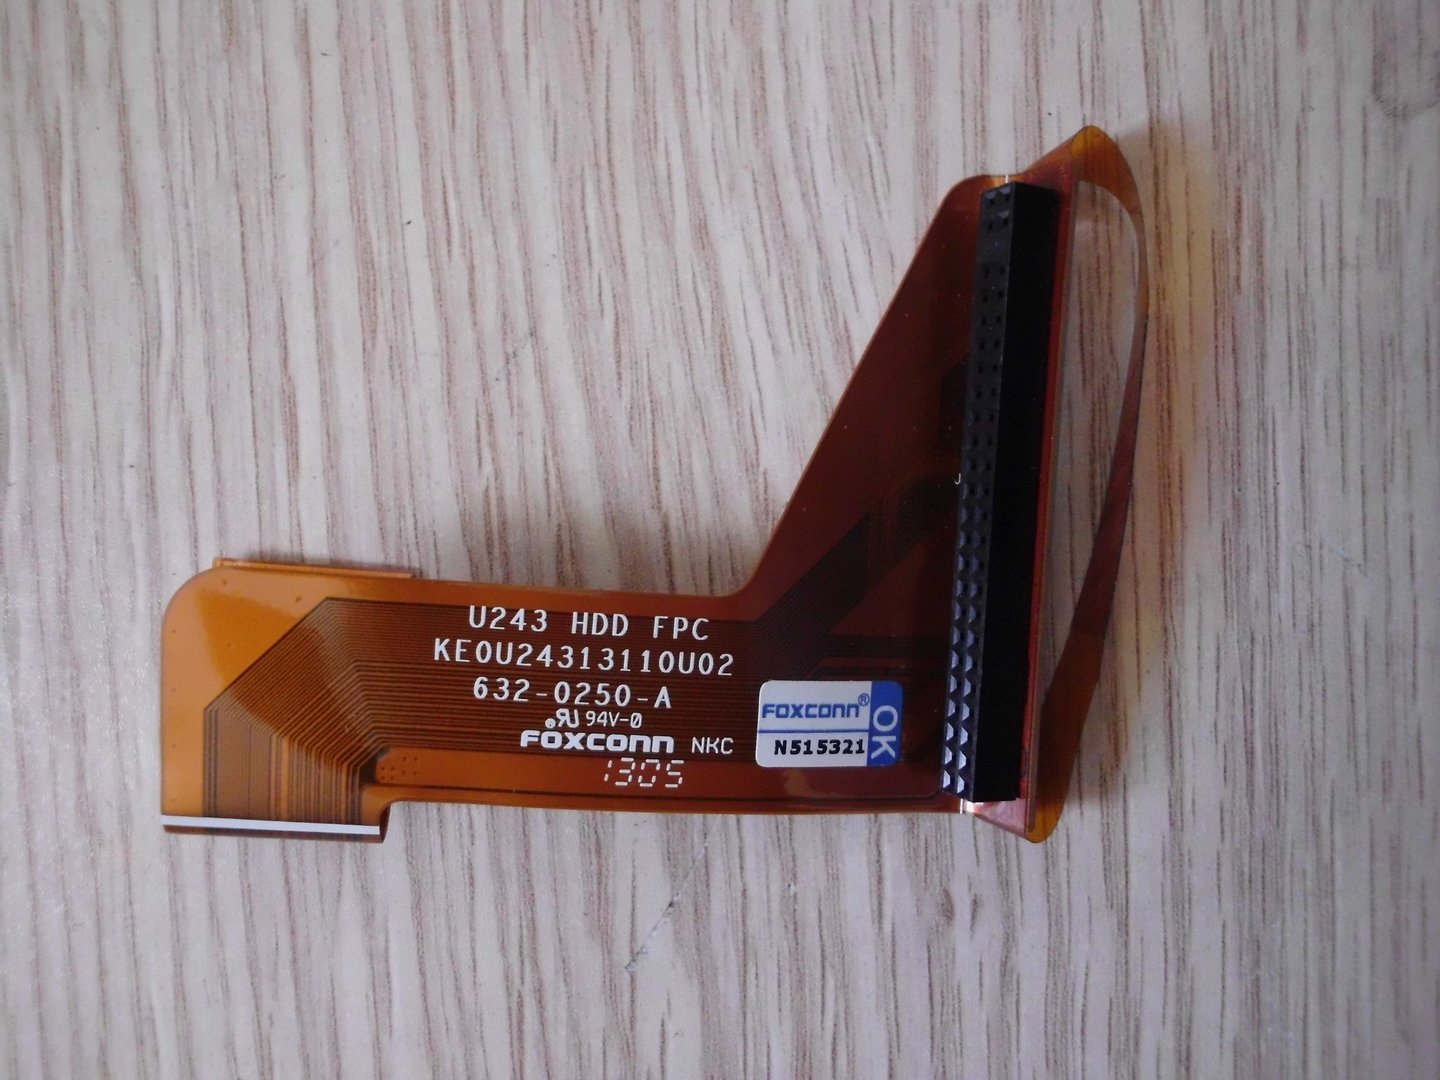 U243 HDD FPC
KE0U24313110U02
632-0250-A
94V-0
FOXCONN NKC
1305
FOXCONN® OK
N515321
J